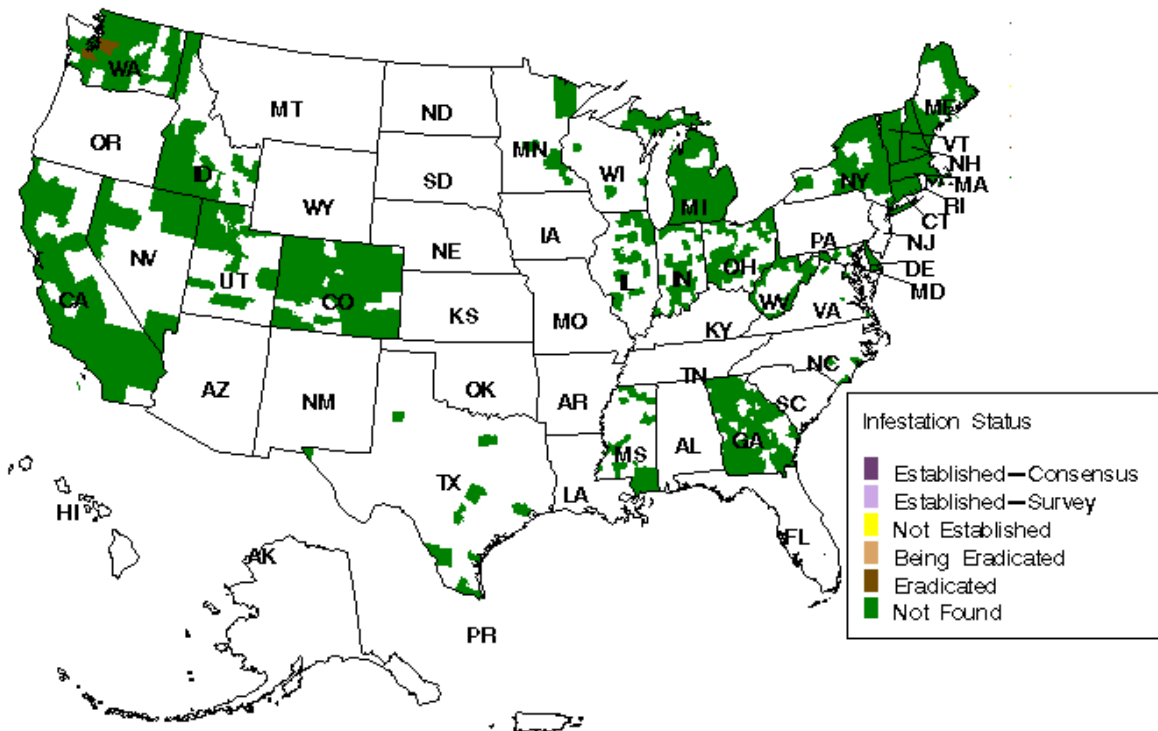 WA
MT
ND
ME
OR
MN
VT
ID
SD
WI
NH
NY
MA
WY
MI
RI
CT
IA
NJ
NE
PA
NV
UT
OH
DE
IL
IN
CA
CO
WV
MD
KS
MO
VA
KY
NC
TN
AZ
OK
NM
AR
SC
MS
AL
GA
TX
LA
HI
FL
AK
PR
Infestation Status
Established—Consensus
Established—Survey
Not Established
Being Eradicated
Eradicated
Not Found